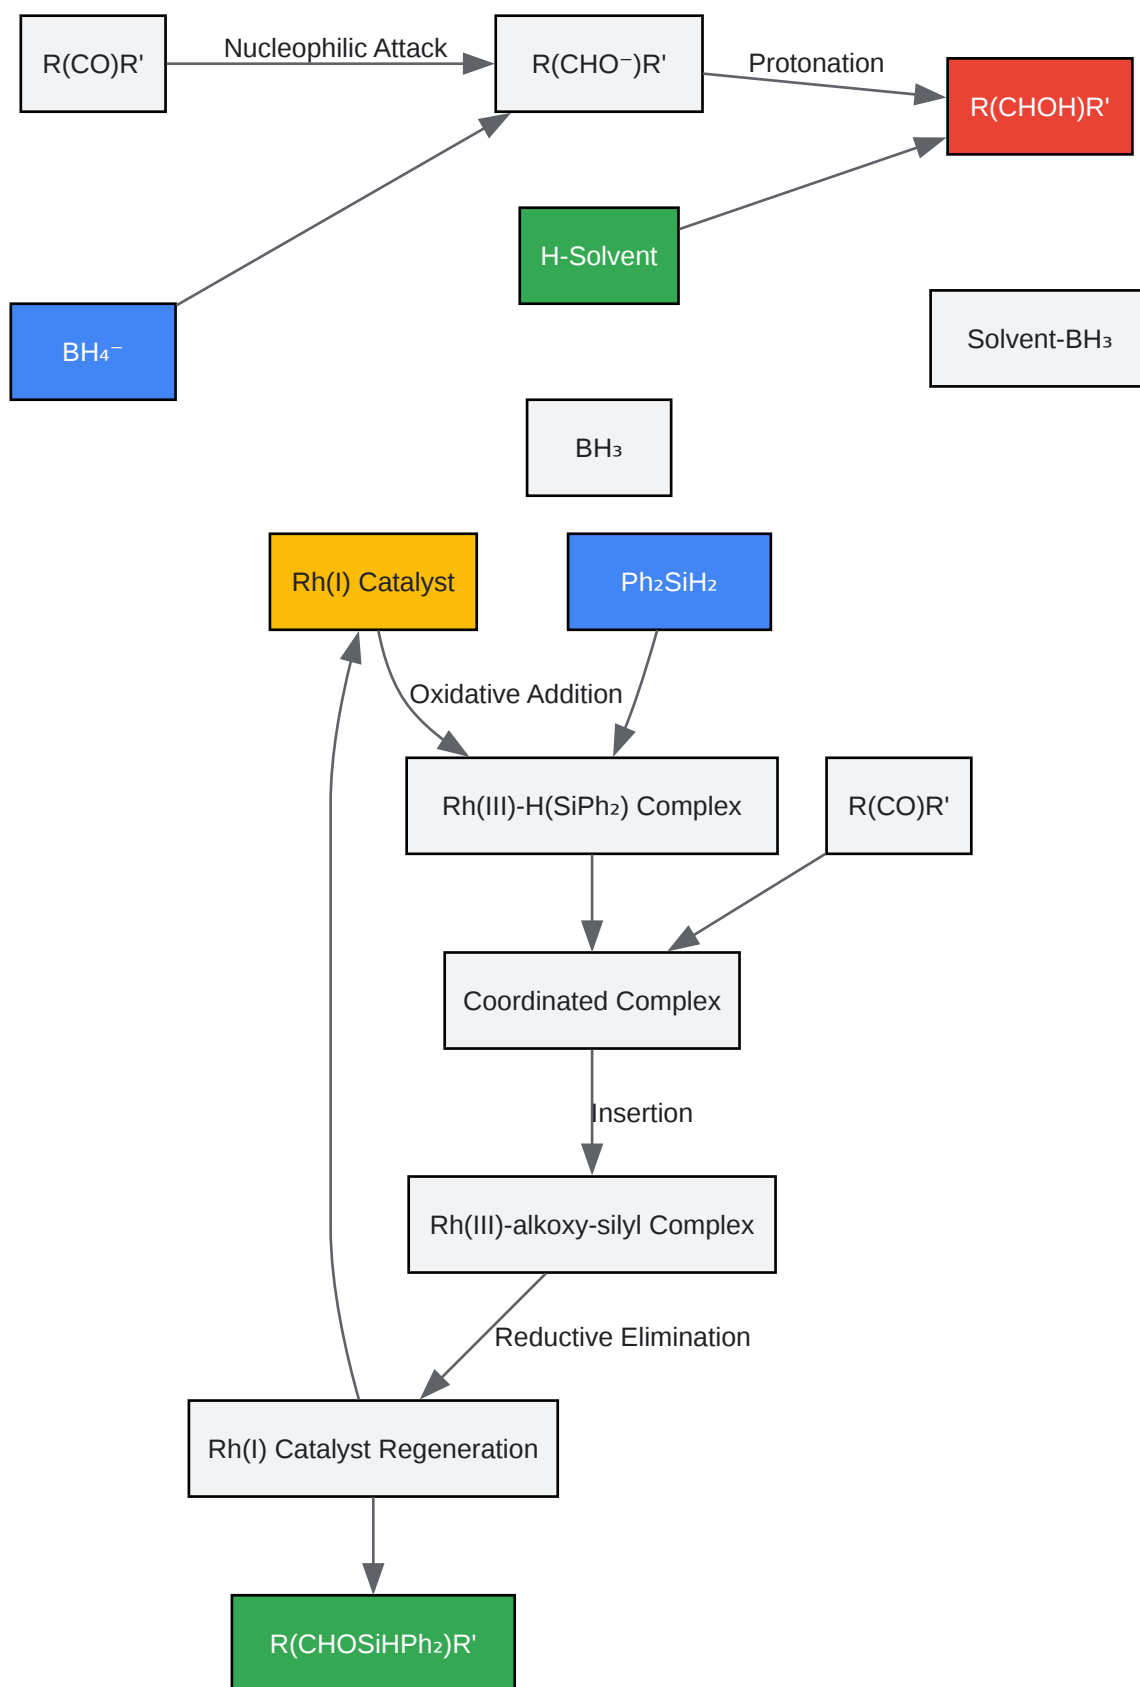 R(CO)R'
Nucleophilic Attack
R(CHO⁻)R'
Protonation
R(CHOH)R'
H-Solvent
BH₄⁻
Solvent-BH₃
BH₃
Rh(I) Catalyst
Ph₂SiH₂
Oxidative Addition
Rh(III)-H(SiPh₂) Complex
R(CO)R'
Coordinated Complex
Insertion
Rh(III)-alkoxy-silyl Complex
Reductive Elimination
Rh(I) Catalyst Regeneration
R(CHOSiHPh₂)R'